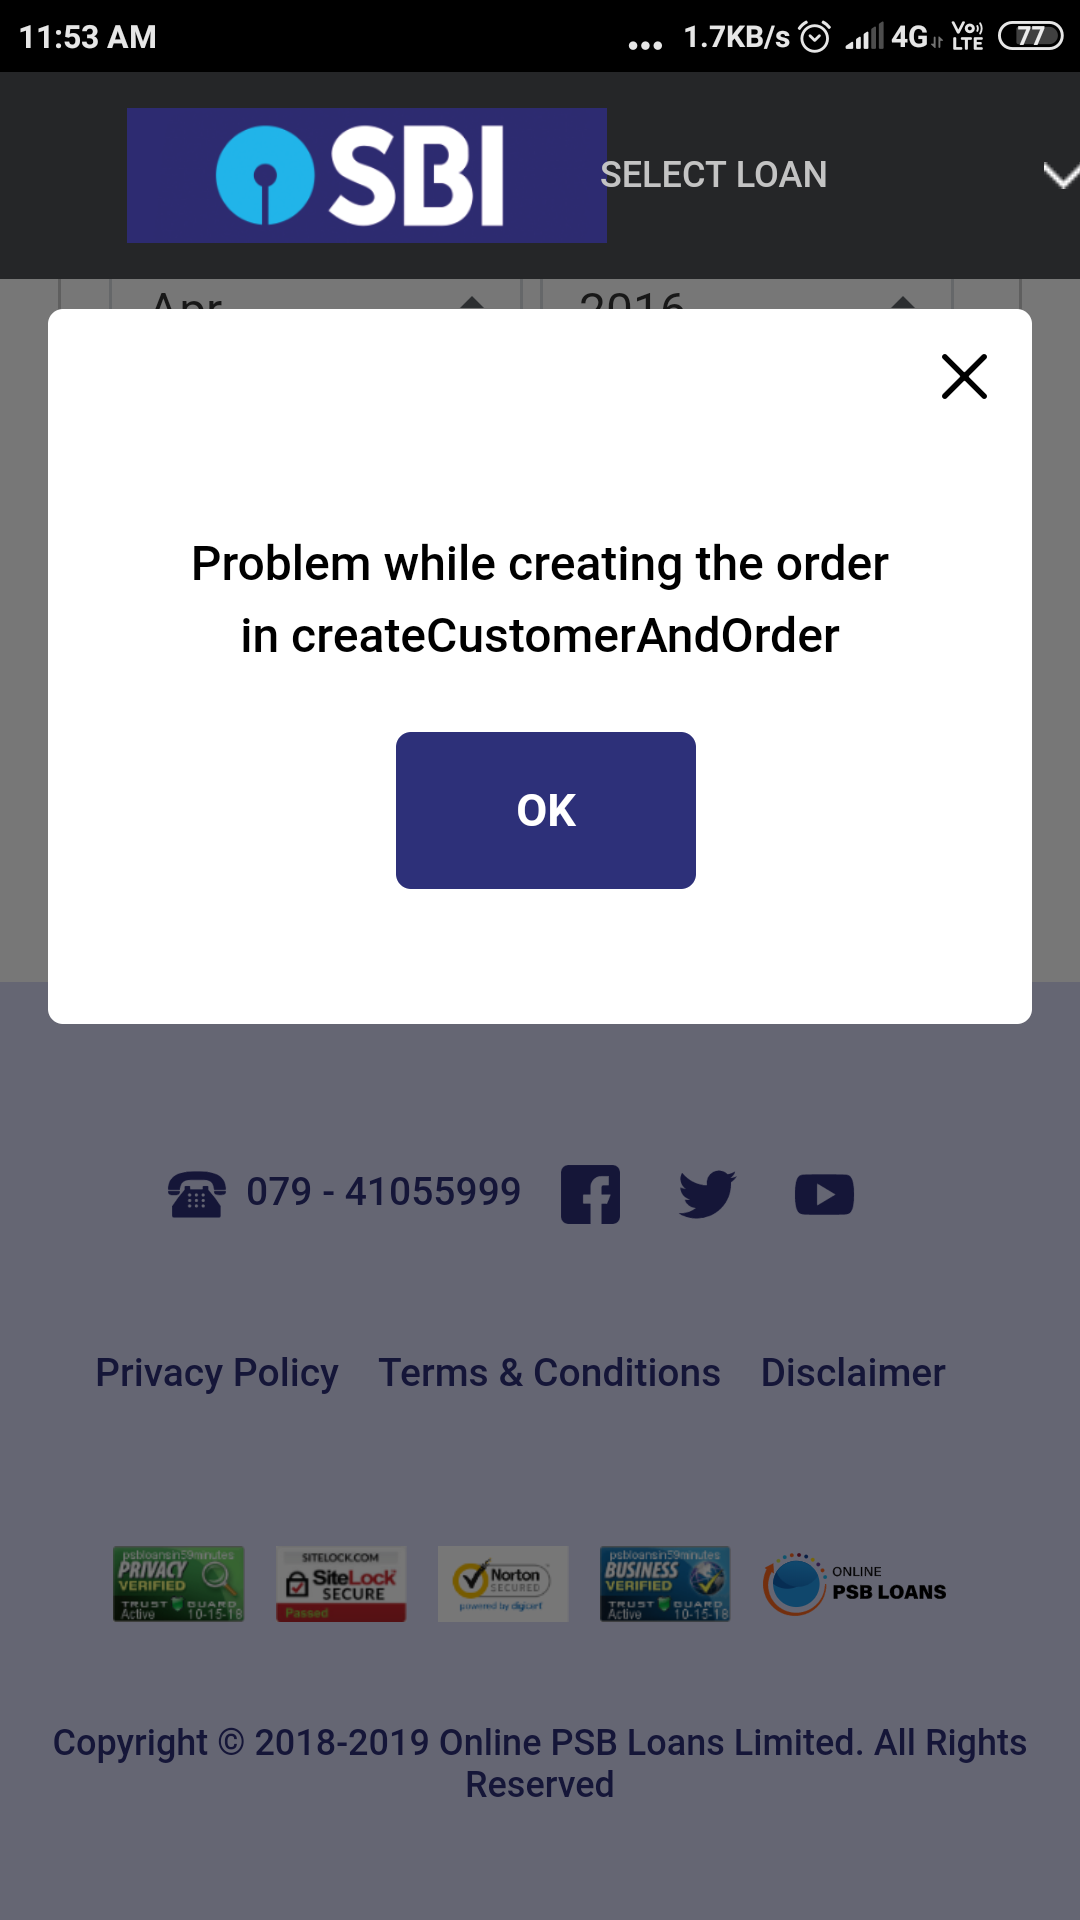 11:53 AM
... 1.7KB/s 4G VoLTE 77
SBI
SELECT LOAN
Apr
2016
Problem while creating the order
in createCustomerAndOrder
OK
079 - 41055999
Privacy Policy Terms & Conditions Disclaimer
psbloansin59minutes
PRIVACY
VERIFIED
TRUST GUARD
Active 10-15-18
SITELOCK.COM
SiteLock
SECURE
Passed
Norton
SECURED
powered by digicert
psbloansin59minutes
BUSINESS
VERIFIED
TRUST GUARD
Active 10-15-18
ONLINE
PSB LOANS
Copyright © 2018-2019 Online PSB Loans Limited. All Rights
Reserved